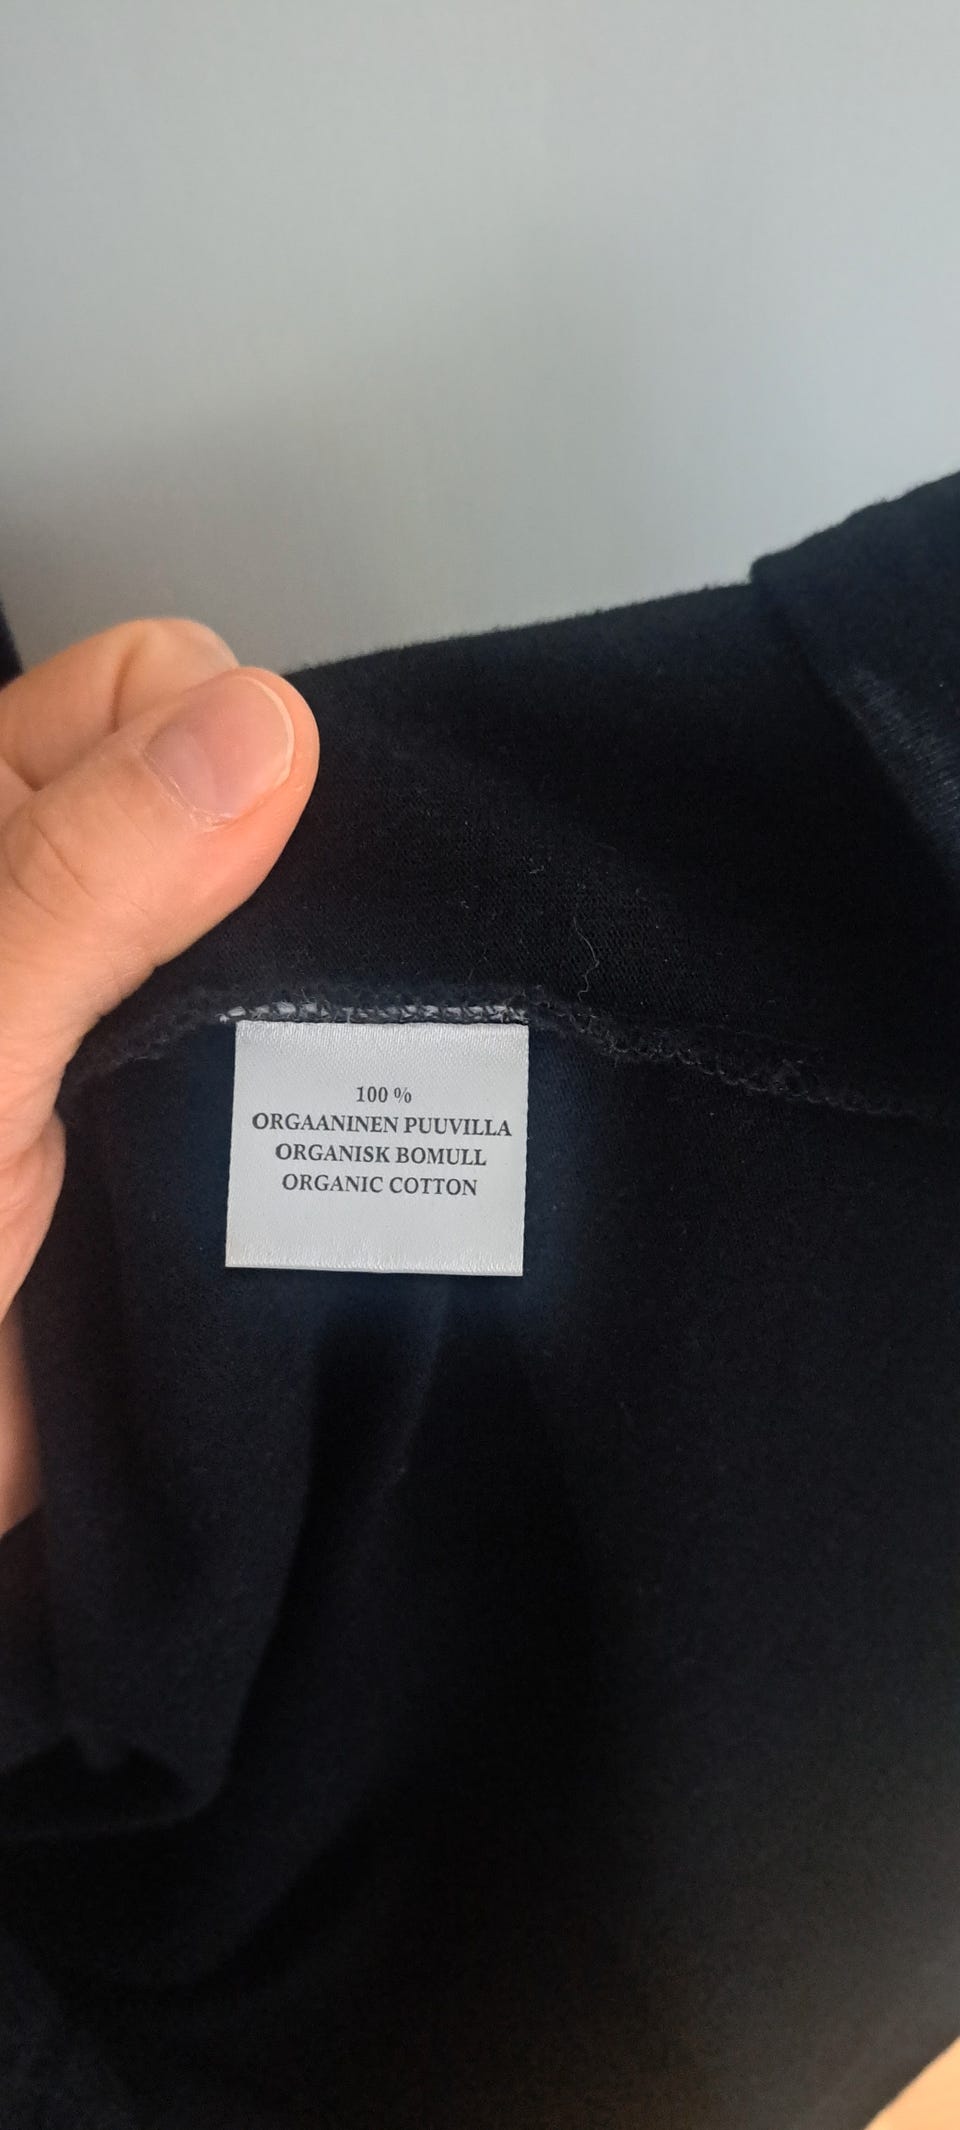 100 %
ORGAANINEN PUUVILLA
ORGANISK BOMULL
ORGANIC COTTON